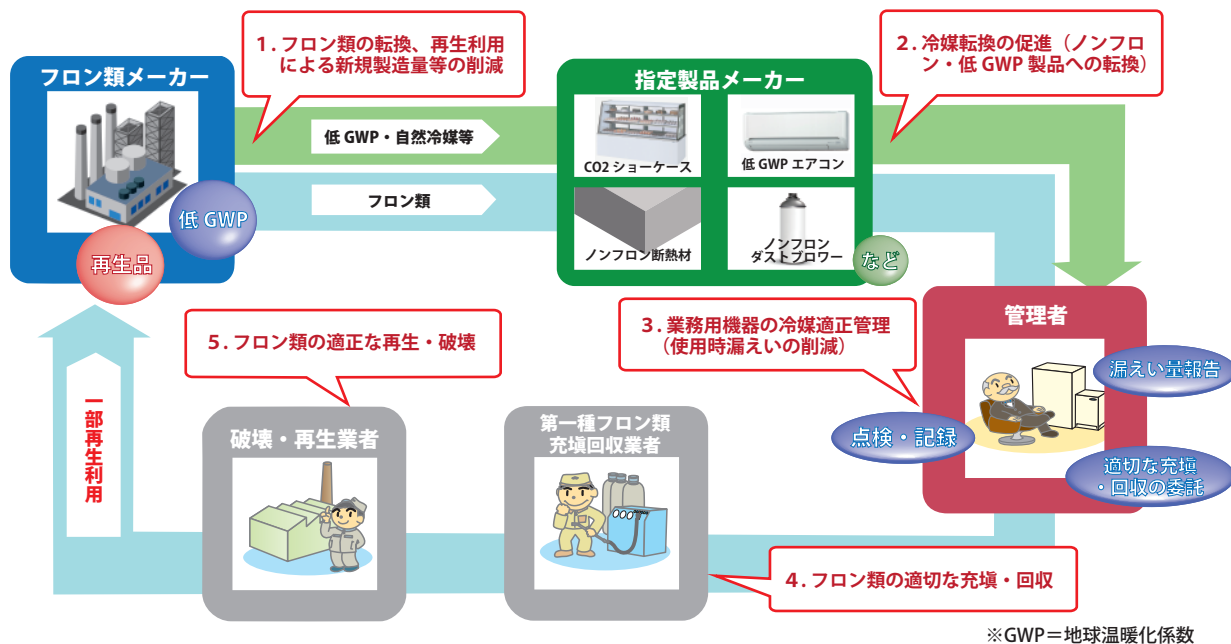 1．フロン類の転換、再生利用
による新規製造量等の削減
2．冷媒転換の促進（ノンフロ
ン・低 GWP 製品への転換）
フロン類メーカー
指定製品メーカー
低 GWP・自然冷媒等
CO2 ショーケース
低 GWP エアコン
フロン類
低 GWP
再生品
ノンフロン断熱材
ノンフロン
ダストブロワー
など
3．業務用機器の冷媒適正管理
（使用時漏えいの削減）
管理者
漏えい量報告
点検・記録
適切な充塡
・回収の委託
5．フロン類の適正な再生・破壊
一部再生利用
破壊・再生業者
第一種フロン類
充塡回収業者
4．フロン類の適切な充塡・回収
※GWP＝地球温暖化係数